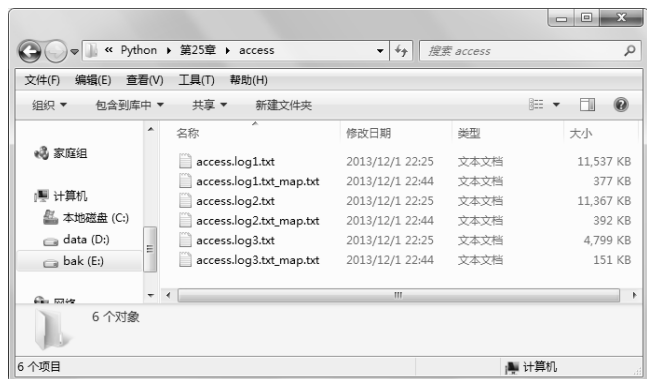 « Python ▸ 第25章 ▸ access
搜索 access
文件(F) 编辑(E) 查看(V) 工具(T) 帮助(H)
组织 ▼ 包含到库中 ▼ 共享 ▼ 新建文件夹
家庭组
计算机
本地磁盘 (C:)
data (D:)
bak (E:)
网络
名称 修改日期 类型 大小
access.log1.txt 2013/12/1 22:25 文本文档 11,537 KB
access.log1.txt_map.txt 2013/12/1 22:44 文本文档 377 KB
access.log2.txt 2013/12/1 22:25 文本文档 11,367 KB
access.log2.txt_map.txt 2013/12/1 22:44 文本文档 392 KB
access.log3.txt 2013/12/1 22:25 文本文档 4,799 KB
access.log3.txt_map.txt 2013/12/1 22:44 文本文档 151 KB
6 个对象
6 个项目 计算机